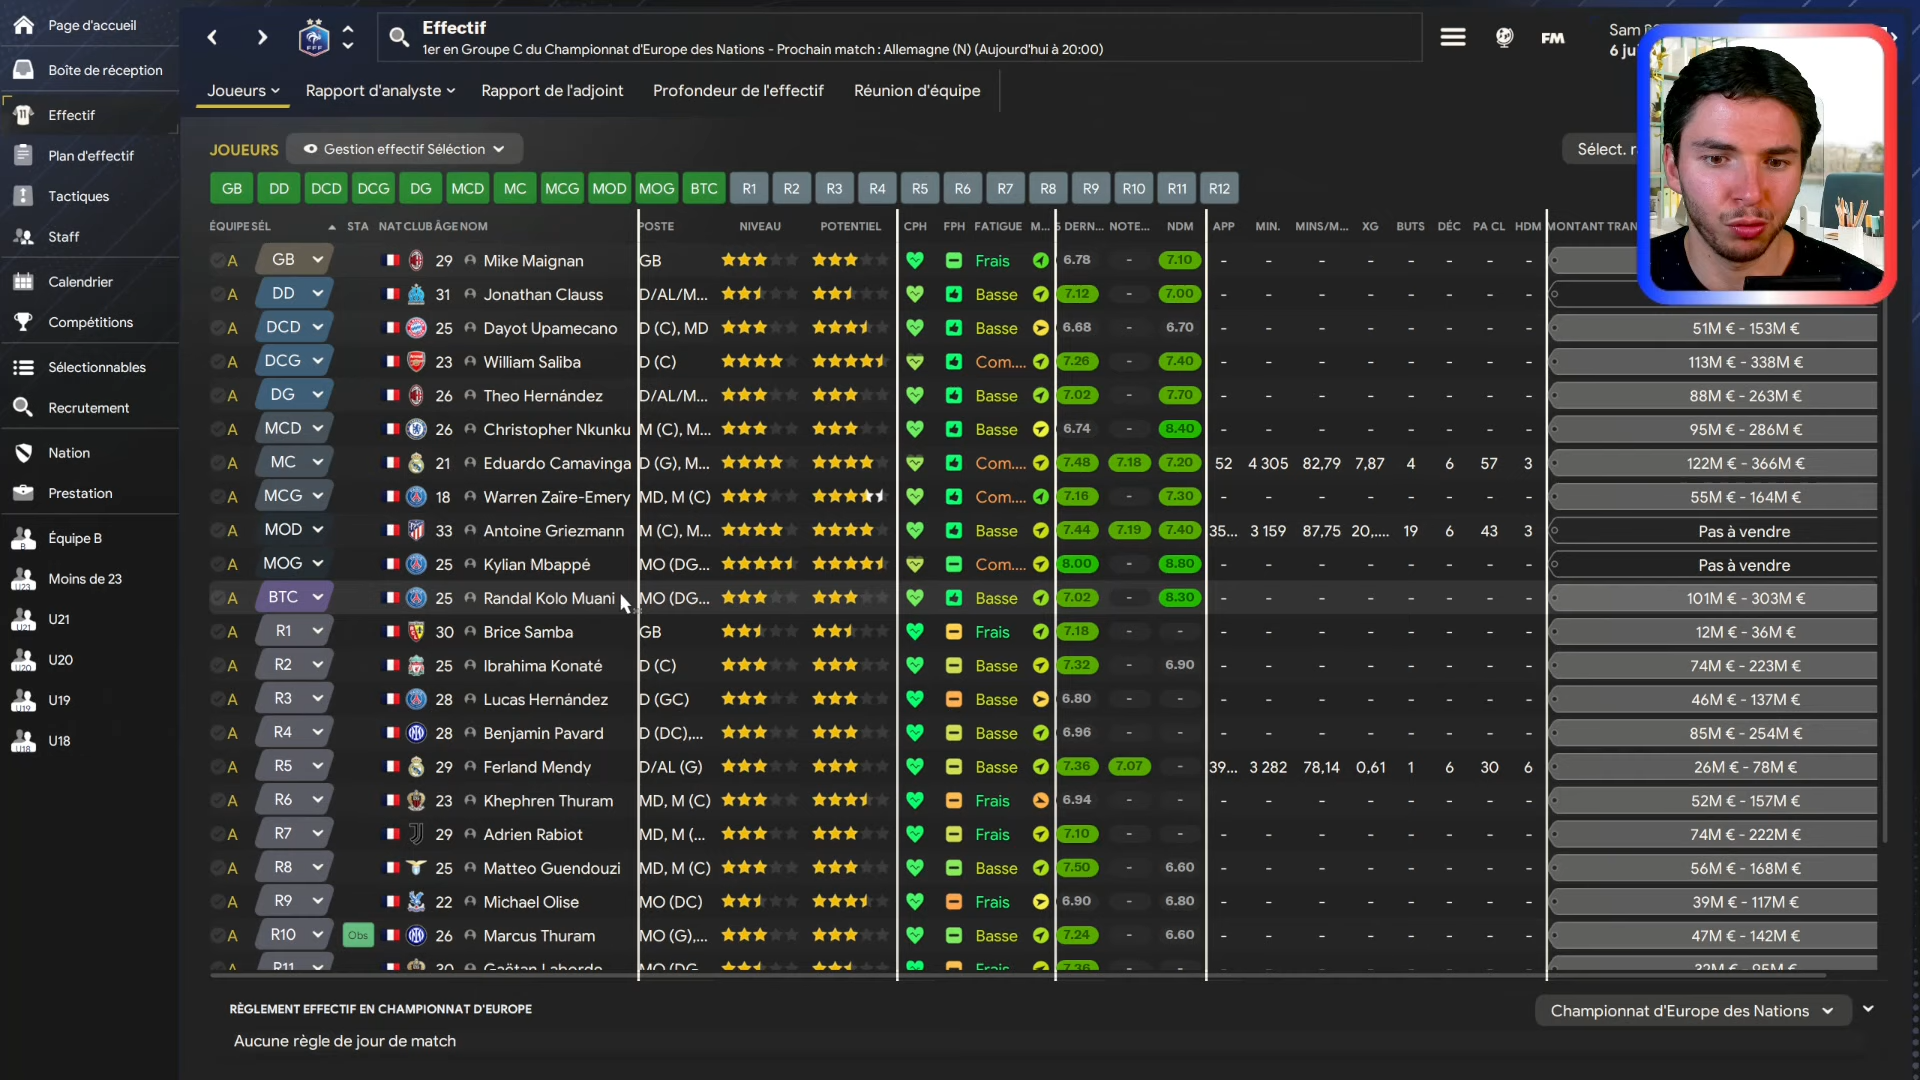 Page d'accueil
Boîte de réception
Effectif
Plan d'effectif
Tactiques
Staff
Calendrier
Compétitions
Sélectionnables
Recrutement
Nation
Prestation
Équipe B
Moins de 23
U21
U20
U19
U18
Effectif
1er en Groupe C du Championnat d'Europe des Nations - Prochain match : Allemagne (N) (Aujourd'hui à 20:00)
FM
Sam
Joueurs Rapport d'analyste Rapport de l'adjoint Profondeur de l'effectif Réunion d'équipe
JOUEURS Gestion effectif Séléction Sélect.
GB DD DCD DCG DG MCD MC MCG MOD MOG BTC R1 R2 R3 R4 R5 R6 R7 R8 R9 R10 R11 R12
ÉQUIPE SÉL STA NAT CLUB ÂGE NOM POSTE NIVEAU POTENTIEL CPH FPH FATIGUE M... DERN... NOTE... NDM APP MIN. MINS/M... XG BUTS DÉC PA CL HDM MONTANT TRAN
A GB 29 Mike Maignan GB Frais 6.78 - 7.10 - - - - - - - -
A DD 31 Jonathan Clauss D/AL/M... Basse 7.12 - 7.00 - - - - - - - -
A DCD 25 Dayot Upamecano D (C), MD Basse 6.68 - 6.70 - - - - - - - - 51M € - 153M €
A DCG 23 William Saliba D (C) Com.... 7.26 - 7.40 - - - - - - - - 113M € - 338M €
A DG 26 Theo Hernández D/AL/M... Basse 7.02 - 7.70 - - - - - - - - 88M € - 263M €
A MCD 26 Christopher Nkunku M (C), M... Basse 6.74 - 8.40 - - - - - - - - 95M € - 286M €
A MC 21 Eduardo Camavinga D (G), M... Com.... 7.48 7.18 7.20 52 4 305 82,79 7,87 4 6 57 3 122M € - 366M €
A MCG 18 Warren Zaïre-Emery MD, M (C) Com.... 7.16 - 7.30 - - - - - - - - 55M € - 164M €
A MOD 33 Antoine Griezmann M (C), M... Basse 7.44 7.19 7.40 35... 3 159 87,75 20,.... 19 6 43 3 Pas à vendre
A MOG 25 Kylian Mbappé MO (DG... Com.... 8.00 - 8.80 - - - - - - - - Pas à vendre
A BTC 25 Randal Kolo Muani MO (DG... Basse 7.02 - 8.30 - - - - - - - - 101M € - 303M €
A R1 30 Brice Samba GB Frais 7.18 - - - - - - - - - - 12M € - 36M €
A R2 25 Ibrahima Konaté D (C) Basse 7.32 - 6.90 - - - - - - - - 74M € - 223M €
A R3 28 Lucas Hernández D (GC) Basse 6.80 - - - - - - - - - - 46M € - 137M €
A R4 28 Benjamin Pavard D (DC),... Basse 6.96 - - - - - - - - - - 85M € - 254M €
A R5 29 Ferland Mendy D/AL (G) Basse 7.36 7.07 - 39... 3 282 78,14 0,61 1 6 30 6 26M € - 78M €
A R6 23 Khephren Thuram MD, M (C) Frais 6.94 - - - - - - - - - - 52M € - 157M €
A R7 29 Adrien Rabiot MD, M (... Frais 7.10 - - - - - - - - - - 74M € - 222M €
A R8 25 Matteo Guendouzi MD, M (C) Basse 7.50 - 6.60 - - - - - - - - 56M € - 168M €
A R9 22 Michael Olise MO (DC) Frais 6.90 - 6.80 - - - - - - - - 39M € - 117M €
A R10 Obs 26 Marcus Thuram MO (G),... Basse 7.24 - 6.60 - - - - - - - - 47M € - 142M €
A R11 30 Gaëtan Laborde MO (DG Frais 7.36 - - - - - - - - - - 32M € - 95M €
RÈGLEMENT EFFECTIF EN CHAMPIONNAT D'EUROPE
Championnat d'Europe des Nations
Aucune règle de jour de match